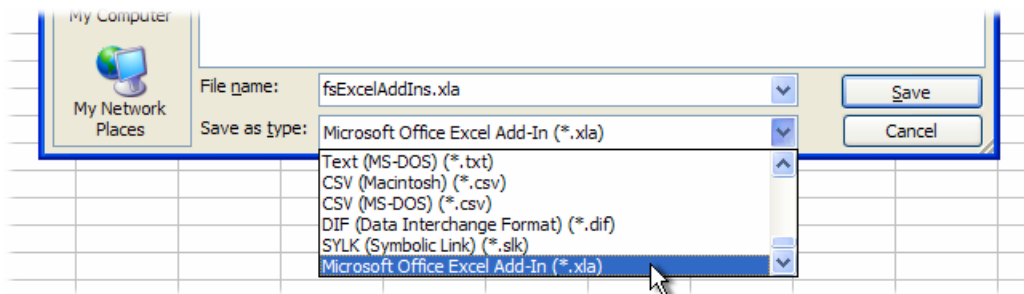 My Computer
My Network
Places
File name:
fsExcelAddIns.xla
Save
Save as type:
Microsoft Office Excel Add-In (*.xla)
Cancel
Text (MS-DOS) (*.txt)
CSV (Macintosh) (*.csv)
CSV (MS-DOS) (*.csv)
DIF (Data Interchange Format) (*.dif)
SYLK (Symbolic Link) (*.slk)
Microsoft Office Excel Add-In (*.xla)